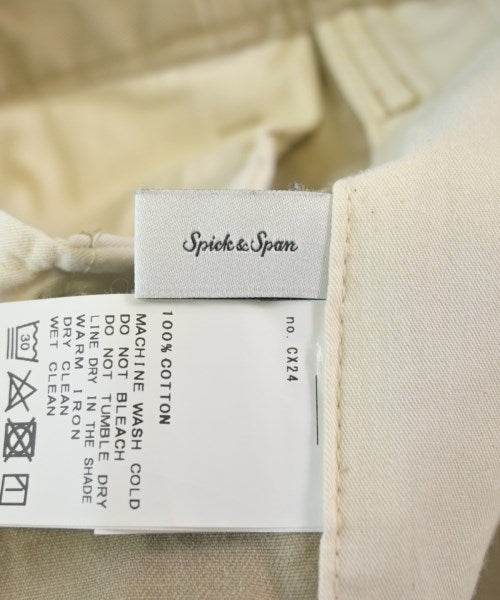 Spick & Span
no. CX24
100% COTTON
MACHINE WASH COLD
DO NOT BLEACH
DO NOT TUMBLE DRY
LINE DRY IN THE SHADE
WARM IRON
DRY CLEAN
WET CLEAN
30